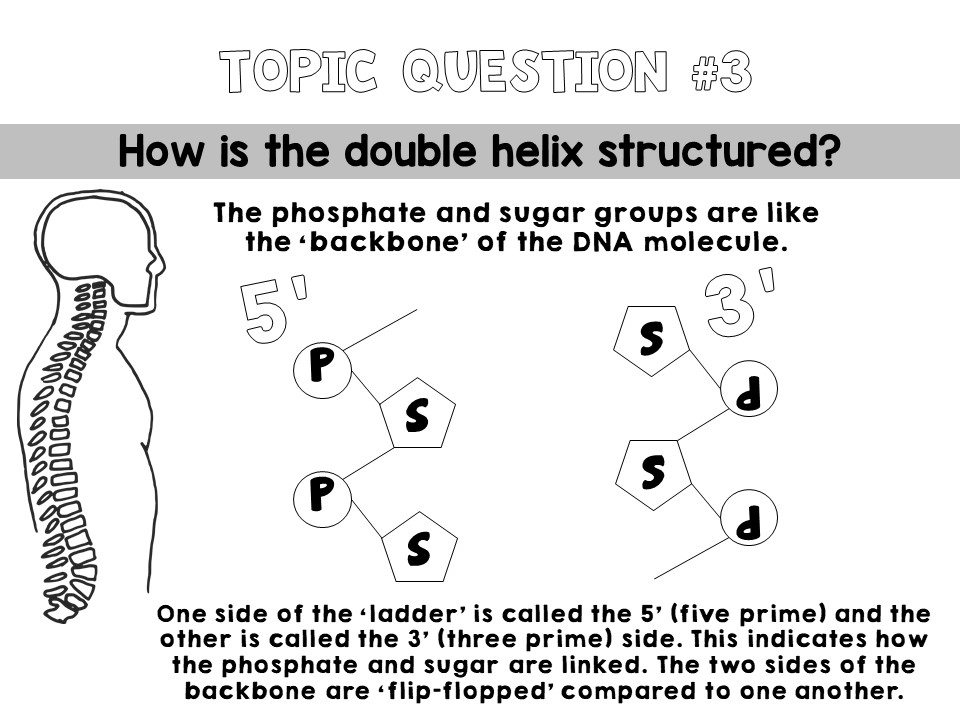 TOPIC QUESTION #3
How is the double helix structured?
The phosphate and sugar groups are like
the ‘backbone’ of the DNA molecule.
5' 3'
P S
S P
P S
S P
One side of the ‘ladder’ is called the 5’ (five prime) and the
other is called the 3’ (three prime) side. This indicates how
the phosphate and sugar are linked. The two sides of the
backbone are ‘flip-flopped’ compared to one another.